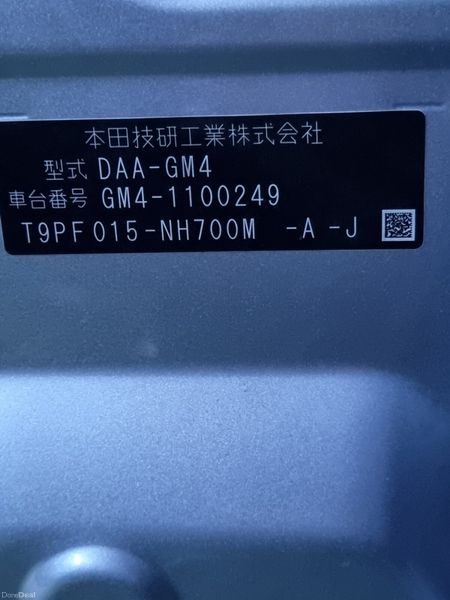 本田技研工業株式会社
型式 DAA-GM4
車台番号 GM4-1100249
T9PF015-NH700M -A-J
DoneDeal